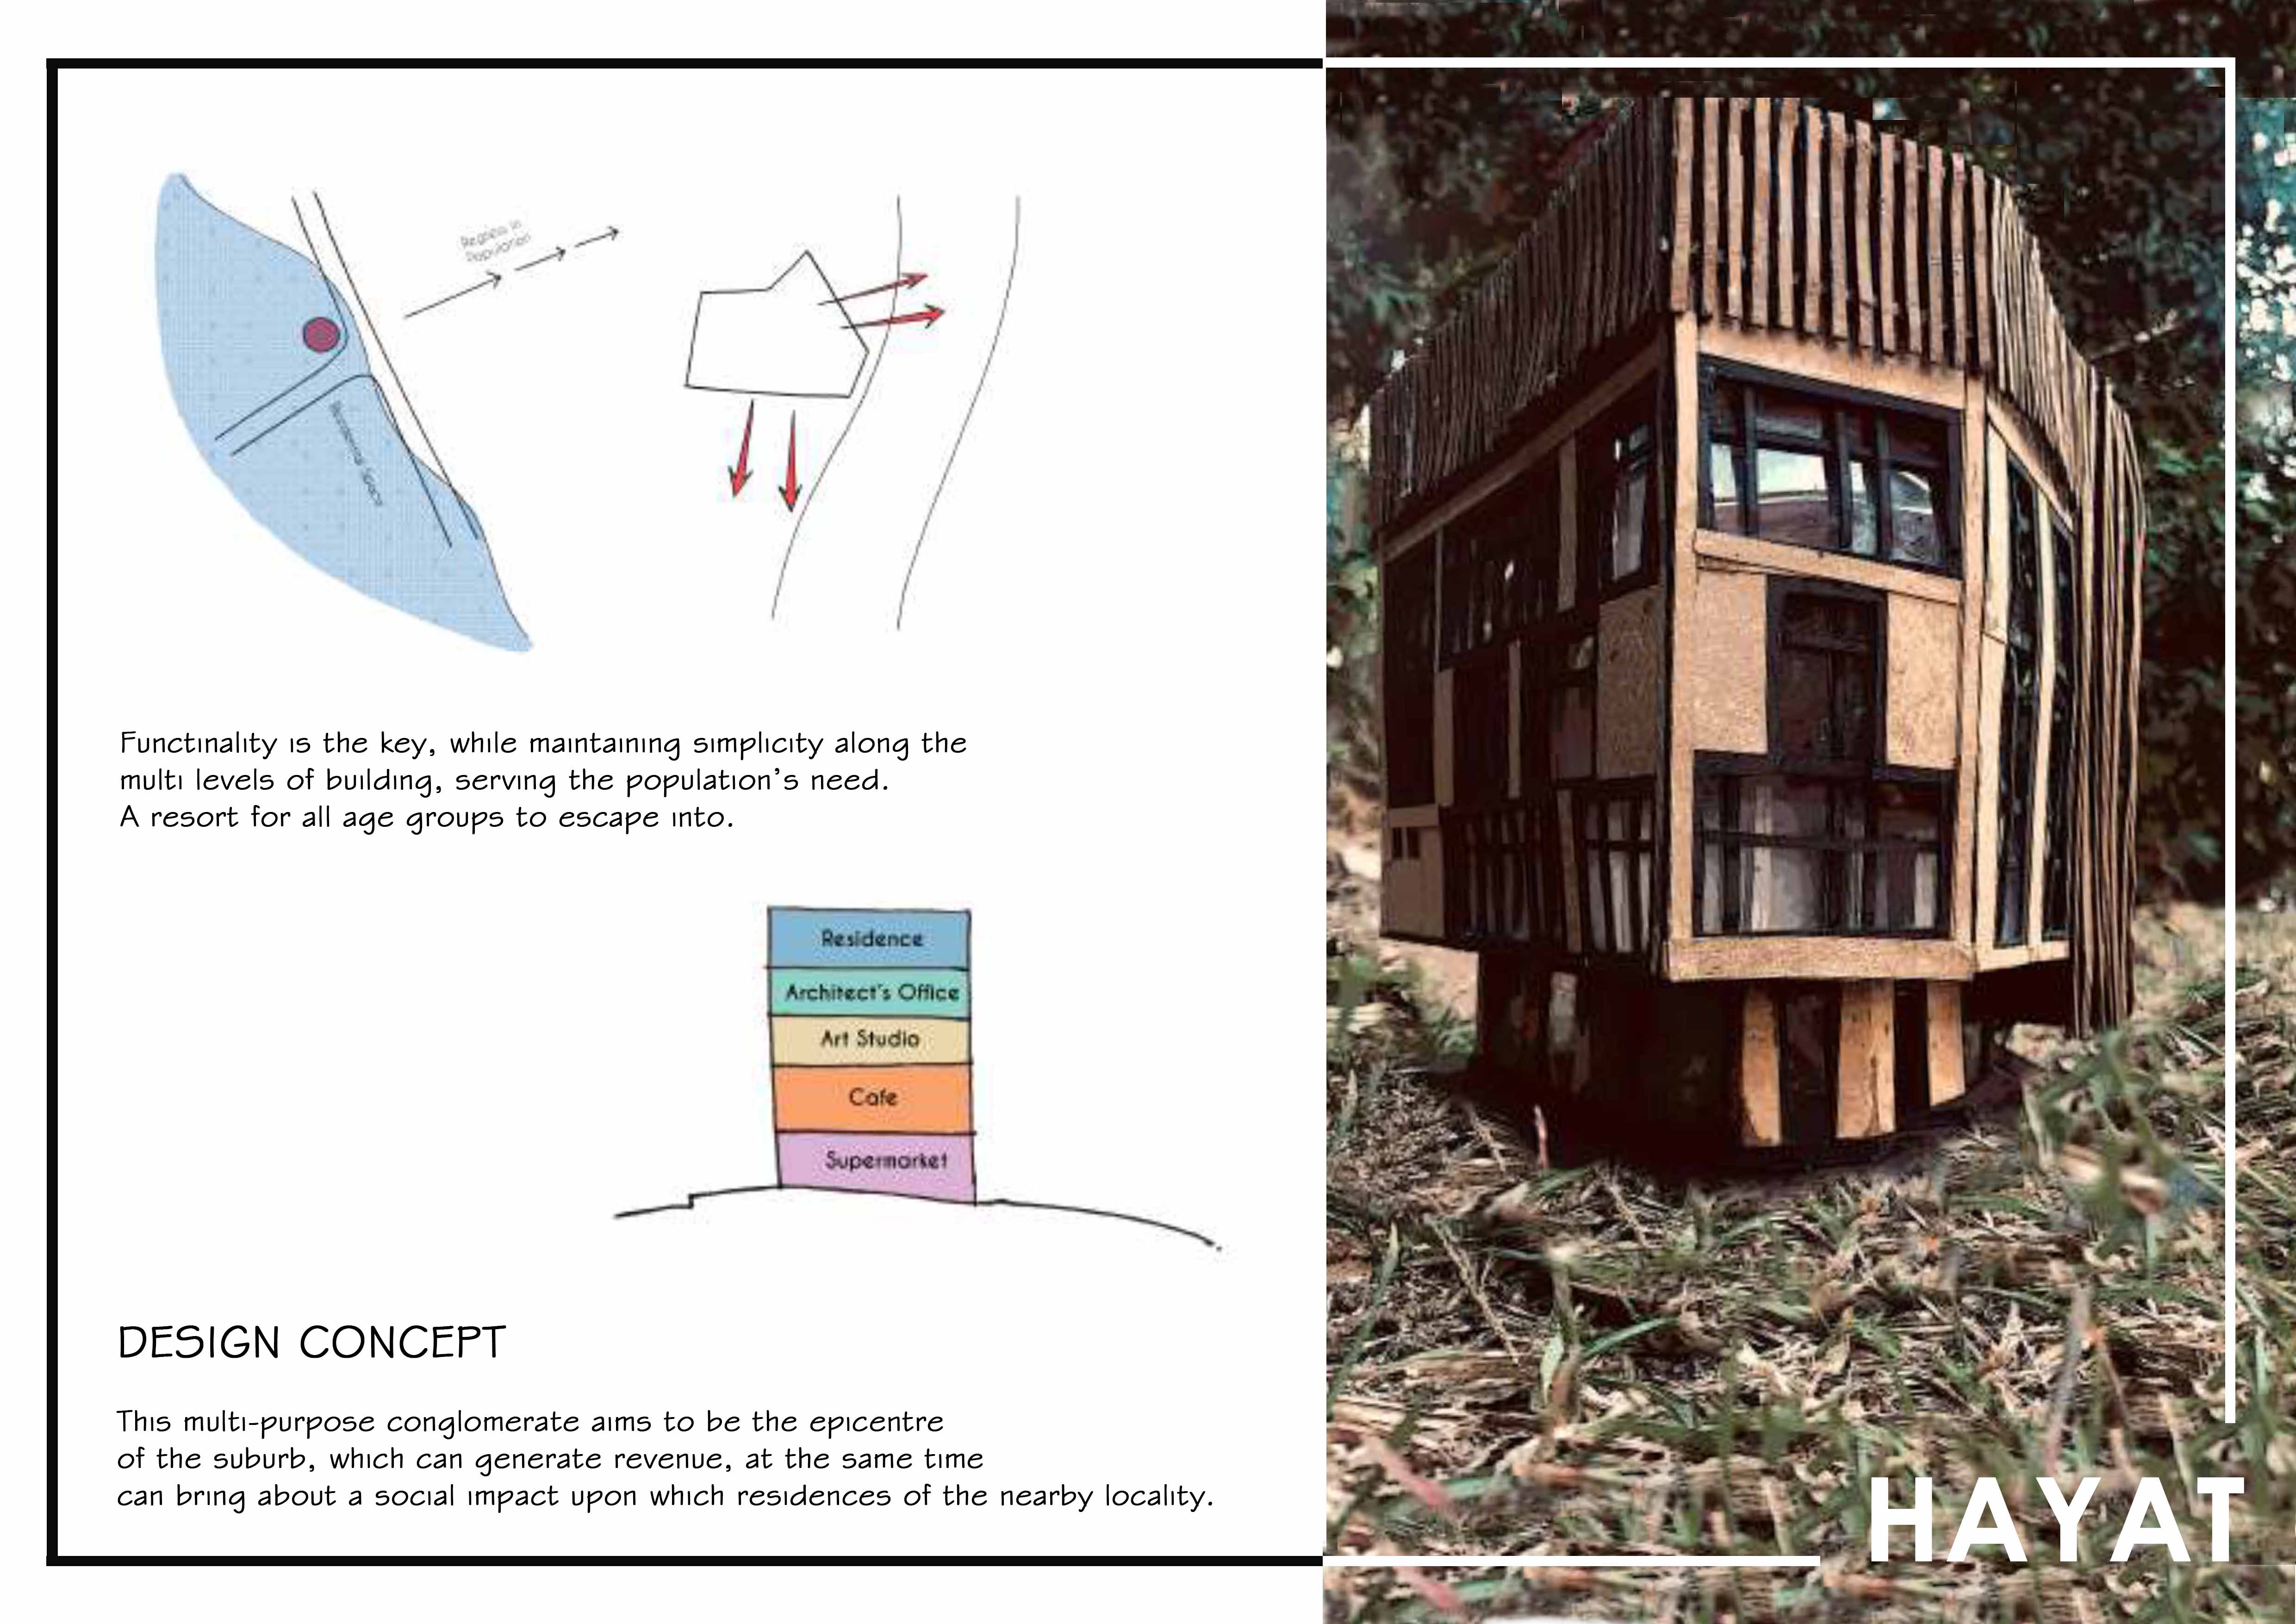 Regress in
Population
Residential Space
Functinality is the key, while maintaining simplicity along the
multi levels of building, serving the population's need.
A resort for all age groups to escape into.
Residence
Architect's Office
Art Studio
Cafe
Supermarket
DESIGN CONCEPT
This multi-purpose conglomerate aims to be the epicentre
of the suburb, which can generate revenue, at the same time
can bring about a social impact upon which residences of the nearby locality.
HAYAT